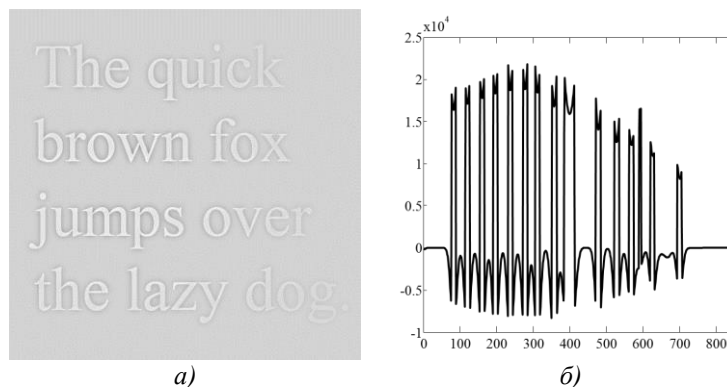 The quick
brown fox
jumps over
the lazy dog.
а)
x10⁴
2.5
2
1.5
1
0.5
0
-0.5
-1
0 100 200 300 400 500 600 700 800
б)